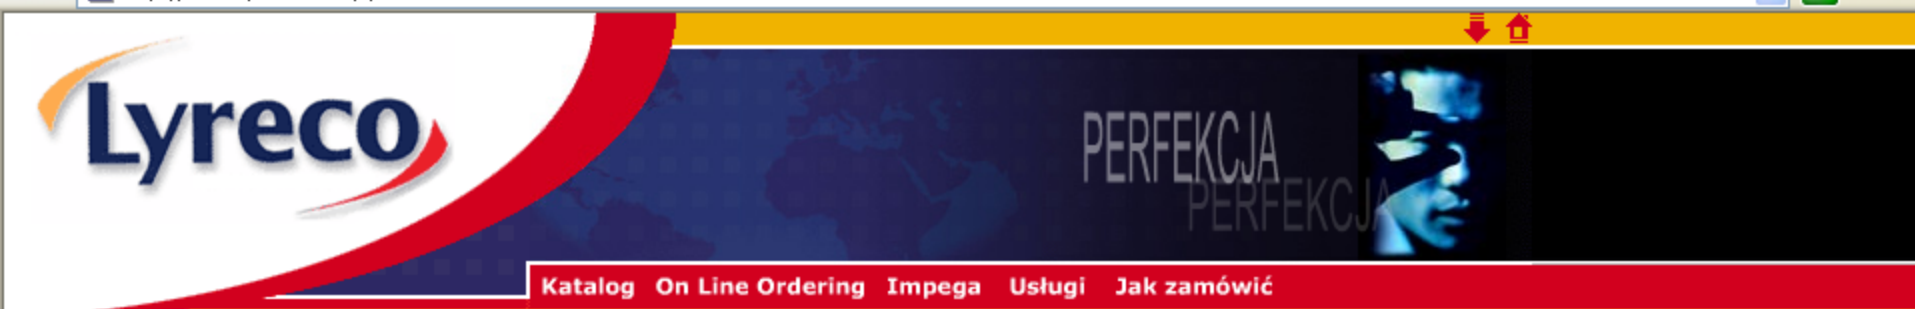 Lyreco
PERFEKCJA
PERFEKCJA
Katalog On Line Ordering Impega Usługi Jak zamówić